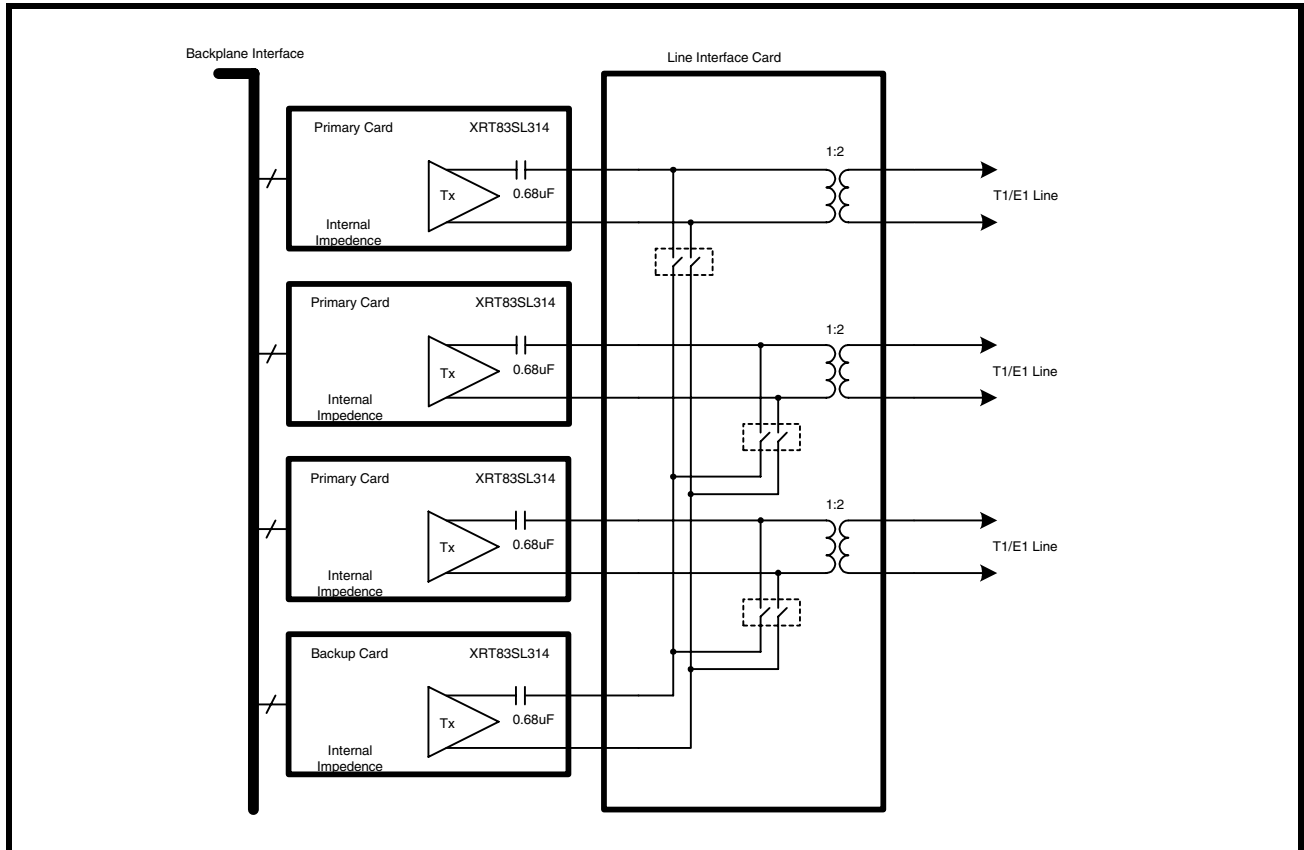 Backplane Interface
Line Interface Card
Primary Card XRT83SL314
Tx
0.68uF
Internal
Impedence
1:2
T1/E1 Line
Primary Card XRT83SL314
Tx
0.68uF
Internal
Impedence
1:2
T1/E1 Line
Primary Card XRT83SL314
Tx
0.68uF
Internal
Impedence
1:2
T1/E1 Line
Backup Card XRT83SL314
Tx
0.68uF
Internal
Impedence